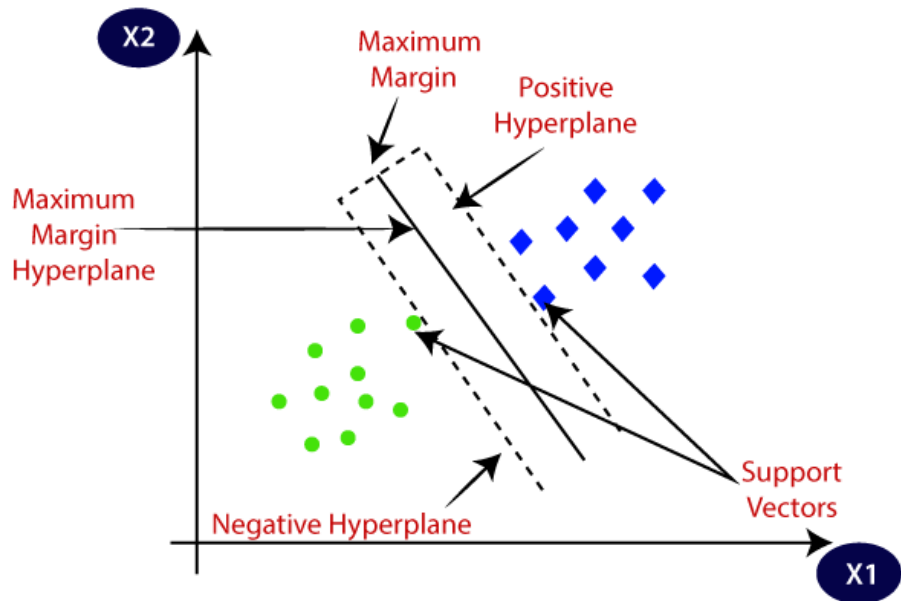 X2
Maximum
Margin
Positive
Hyperplane
Maximum
Margin
Hyperplane
Support
Vectors
Negative Hyperplane
X1